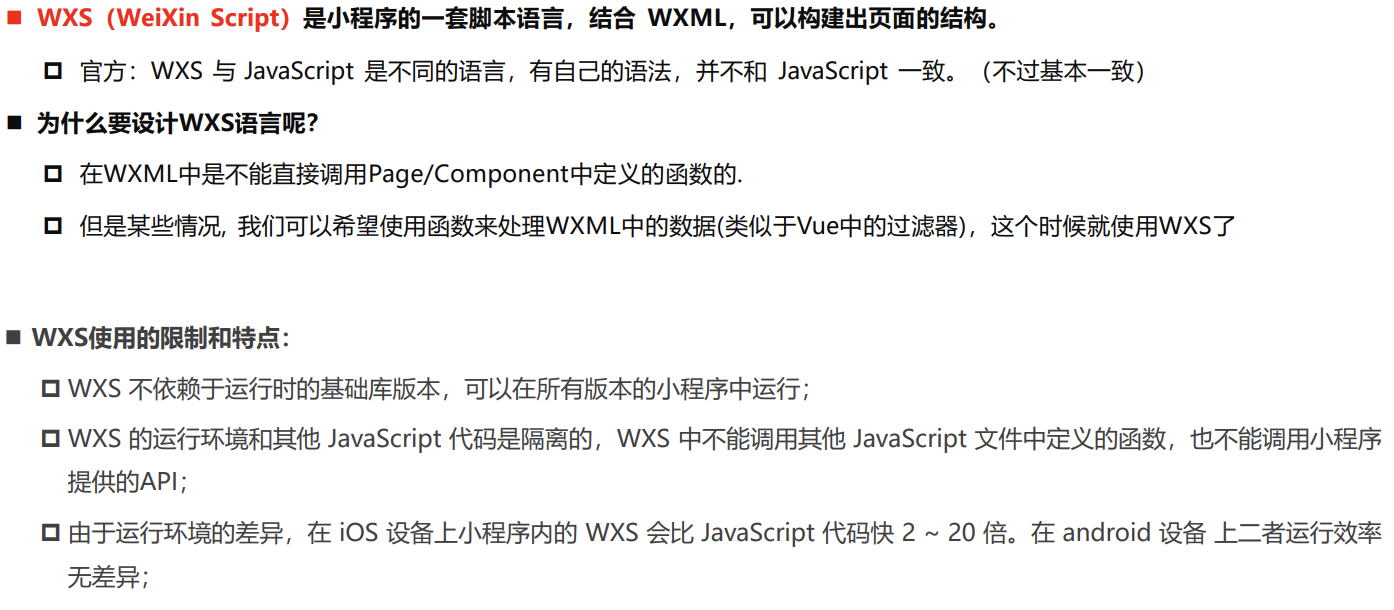 WXS（WeiXin Script）是小程序的一套脚本语言，结合 WXML，可以构建出页面的结构。
官方：WXS 与 JavaScript 是不同的语言，有自己的语法，并不和 JavaScript 一致。（不过基本一致）
为什么要设计WXS语言呢？
在WXML中是不能直接调用Page/Component中定义的函数的.
但是某些情况, 我们可以希望使用函数来处理WXML中的数据(类似于Vue中的过滤器)，这个时候就使用WXS了
WXS使用的限制和特点：
WXS 不依赖于运行时的基础库版本，可以在所有版本的小程序中运行；
WXS 的运行环境和其他 JavaScript 代码是隔离的，WXS 中不能调用其他 JavaScript 文件中定义的函数，也不能调用小程序
提供的API；
由于运行环境的差异，在 iOS 设备上小程序内的 WXS 会比 JavaScript 代码快 2 ~ 20 倍。在 android 设备 上二者运行效率
无差异；